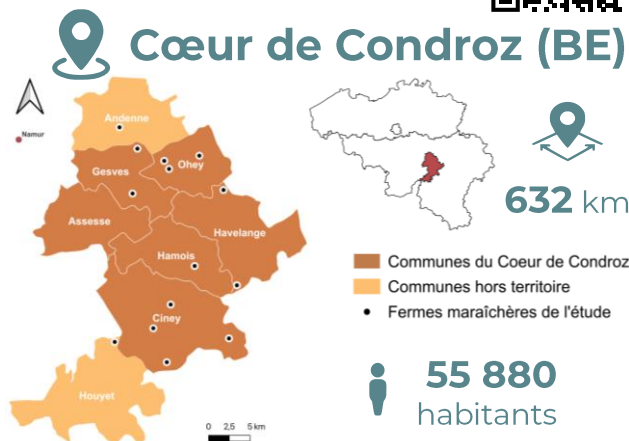 Cœur de Condroz (BE)
Namur
Andenne
Gesves
Ohey
Assesse
Havelange
Hamois
Ciney
Houyet
0 2,5 5 km
632 km
Communes du Coeur de Condroz
Communes hors territoire
Fermes maraîchères de l'étude
55 880
habitants